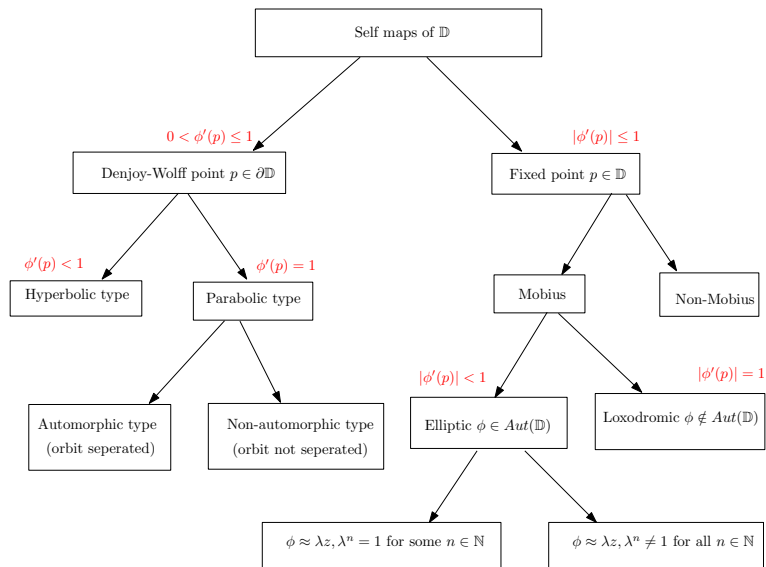 Self maps of 𝔻
0 < ϕ′(p) ≤ 1
|ϕ′(p)| ≤ 1
Denjoy-Wolff point p ∈ ∂𝔻
Fixed point p ∈ 𝔻
ϕ′(p) < 1
ϕ′(p) = 1
Hyperbolic type
Parabolic type
Mobius
Non-Mobius
|ϕ′(p)| < 1
|ϕ′(p)| = 1
Automorphic type
(orbit seperated)
Non-automorphic type
(orbit not seperated)
Elliptic ϕ ∈ Aut(𝔻)
Loxodromic ϕ ∉ Aut(𝔻)
ϕ ≈ λz, λⁿ = 1 for some n ∈ ℕ
ϕ ≈ λz, λⁿ ≠ 1 for all n ∈ ℕ